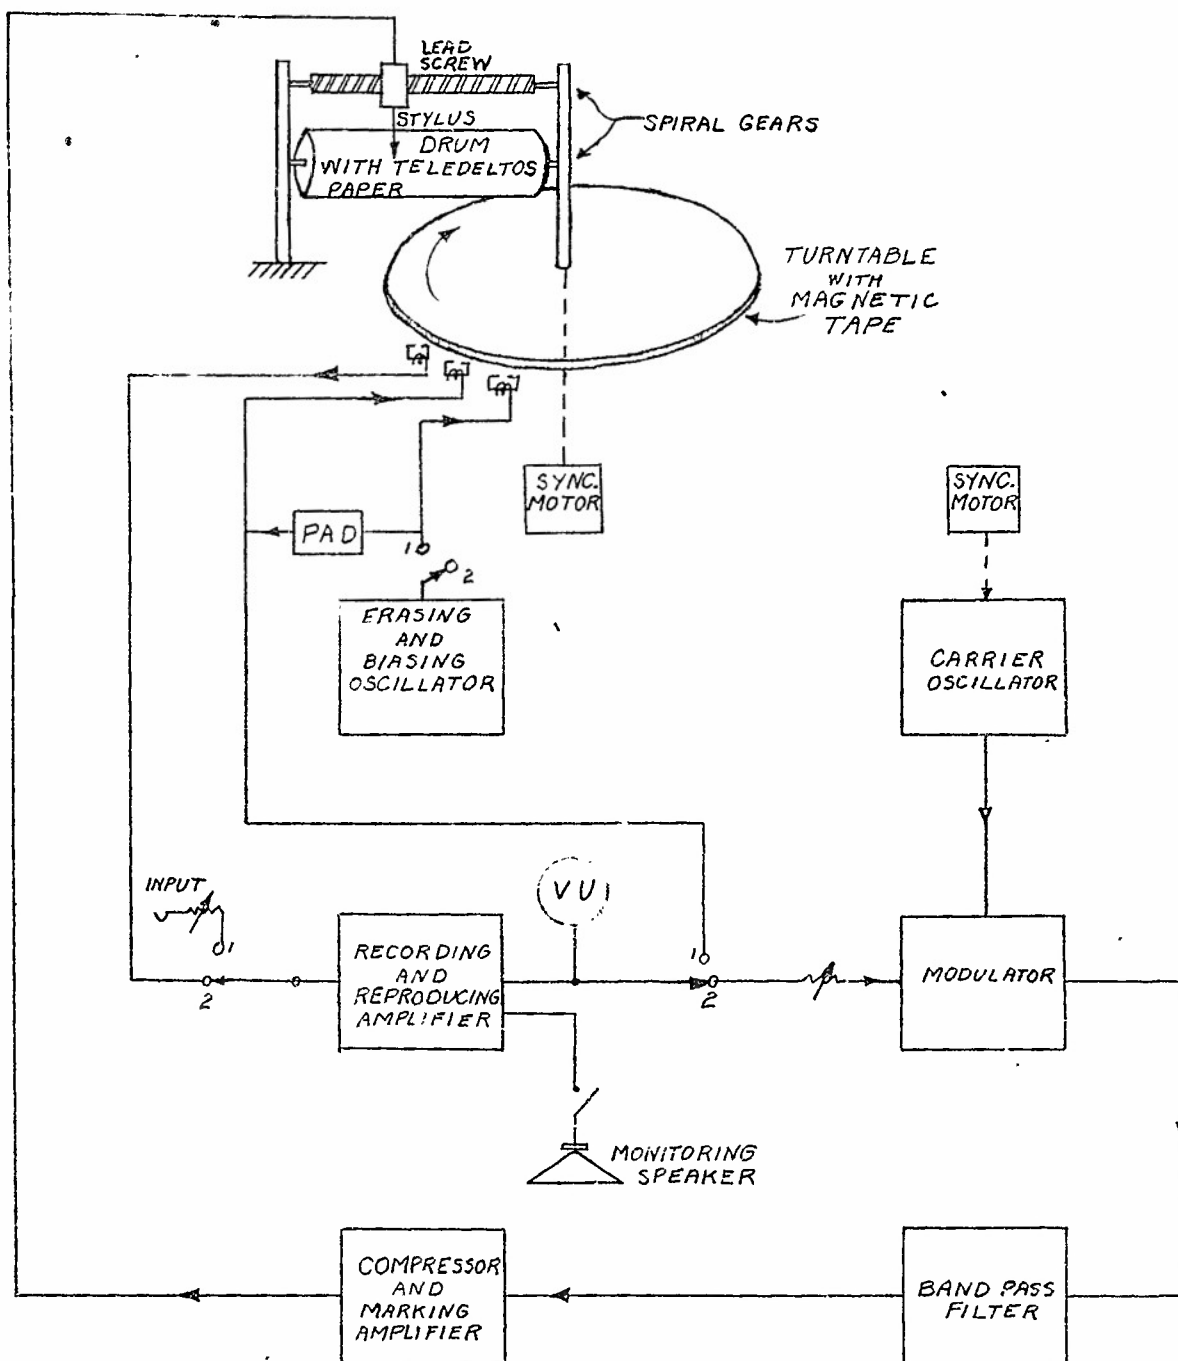 LEAD
SCREW
STYLUS
DRUM
WITH TELEDELTOS
PAPER
SPIRAL GEARS
TURNTABLE
WITH
MAGNETIC
TAPE
SYNC.
MOTOR
SYNC.
MOTOR
PAD
1
2
ERASING
AND
BIASING
OSCILLATOR
CARRIER
OSCILLATOR
INPUT
1
2
VU
RECORDING
AND
REPRODUCING
AMPLIFIER
1
2
MODULATOR
MONITORING
SPEAKER
COMPRESSOR
AND
MARKING
AMPLIFIER
BAND PASS
FILTER